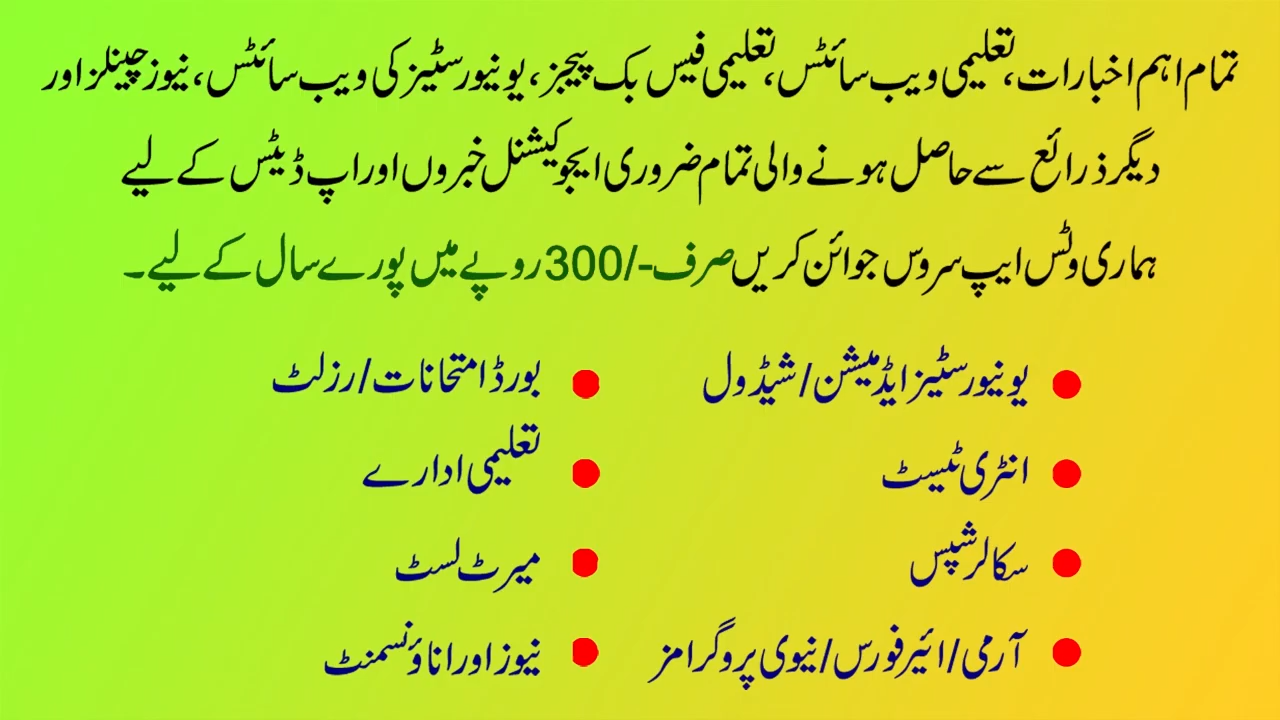 تمام اہم اخبارات، تعلیمی ویب سائٹس، تعلیمی فیس بک پیجز، یونیورسٹیز کی ویب سائٹس، نیوز چینلز اور
دیگر ذرائع سے حاصل ہونے والی تمام ضروری ایجوکیشنل خبروں اور اپ ڈیٹس کے لیے
ہماری وٹس ایپ سروس جوائن کریں صرف -/300 روپے میں پورے سال کے لیے۔
یونیورسٹیز ایڈمیشن/شیڈول
بورڈ امتحانات/رزلٹ
انٹری ٹیسٹ
تعلیمی ادارے
سکالرشپس
میرٹ لسٹ
آرمی/ائیرفورس/نیوی پروگرامز
نیوز اور اناؤنسمنٹ